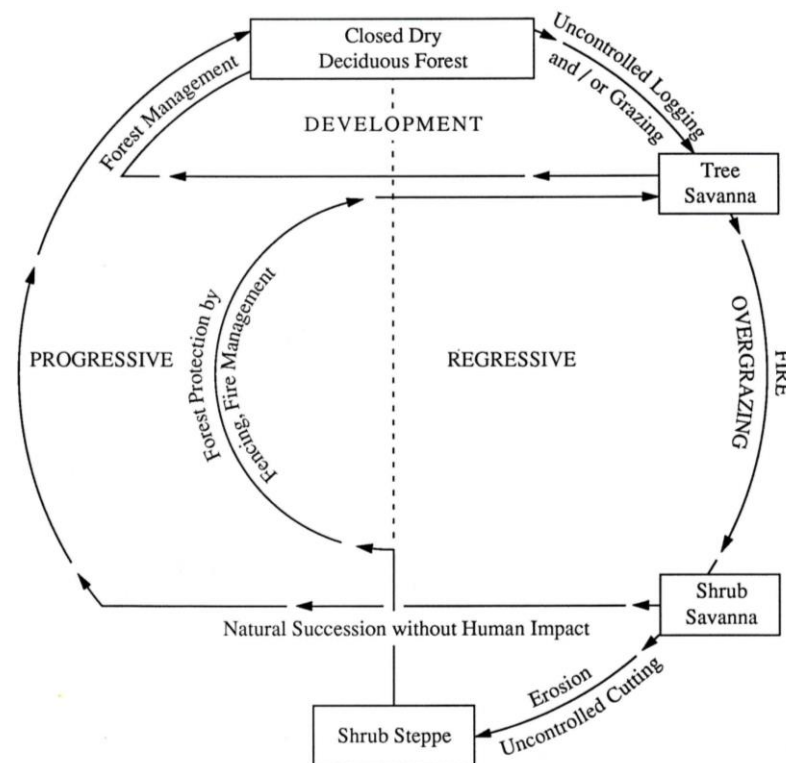 Closed Dry
Deciduous Forest
Uncontrolled Logging
and / or Grazing
Forest Management
DEVELOPMENT
Tree
Savanna
Forest Protection by
Fencing, Fire Management
PROGRESSIVE
REGRESSIVE
OVERGRAZING
FIRE
Shrub
Savanna
Natural Succession without Human Impact
Erosion
Uncontrolled Cutting
Shrub Steppe